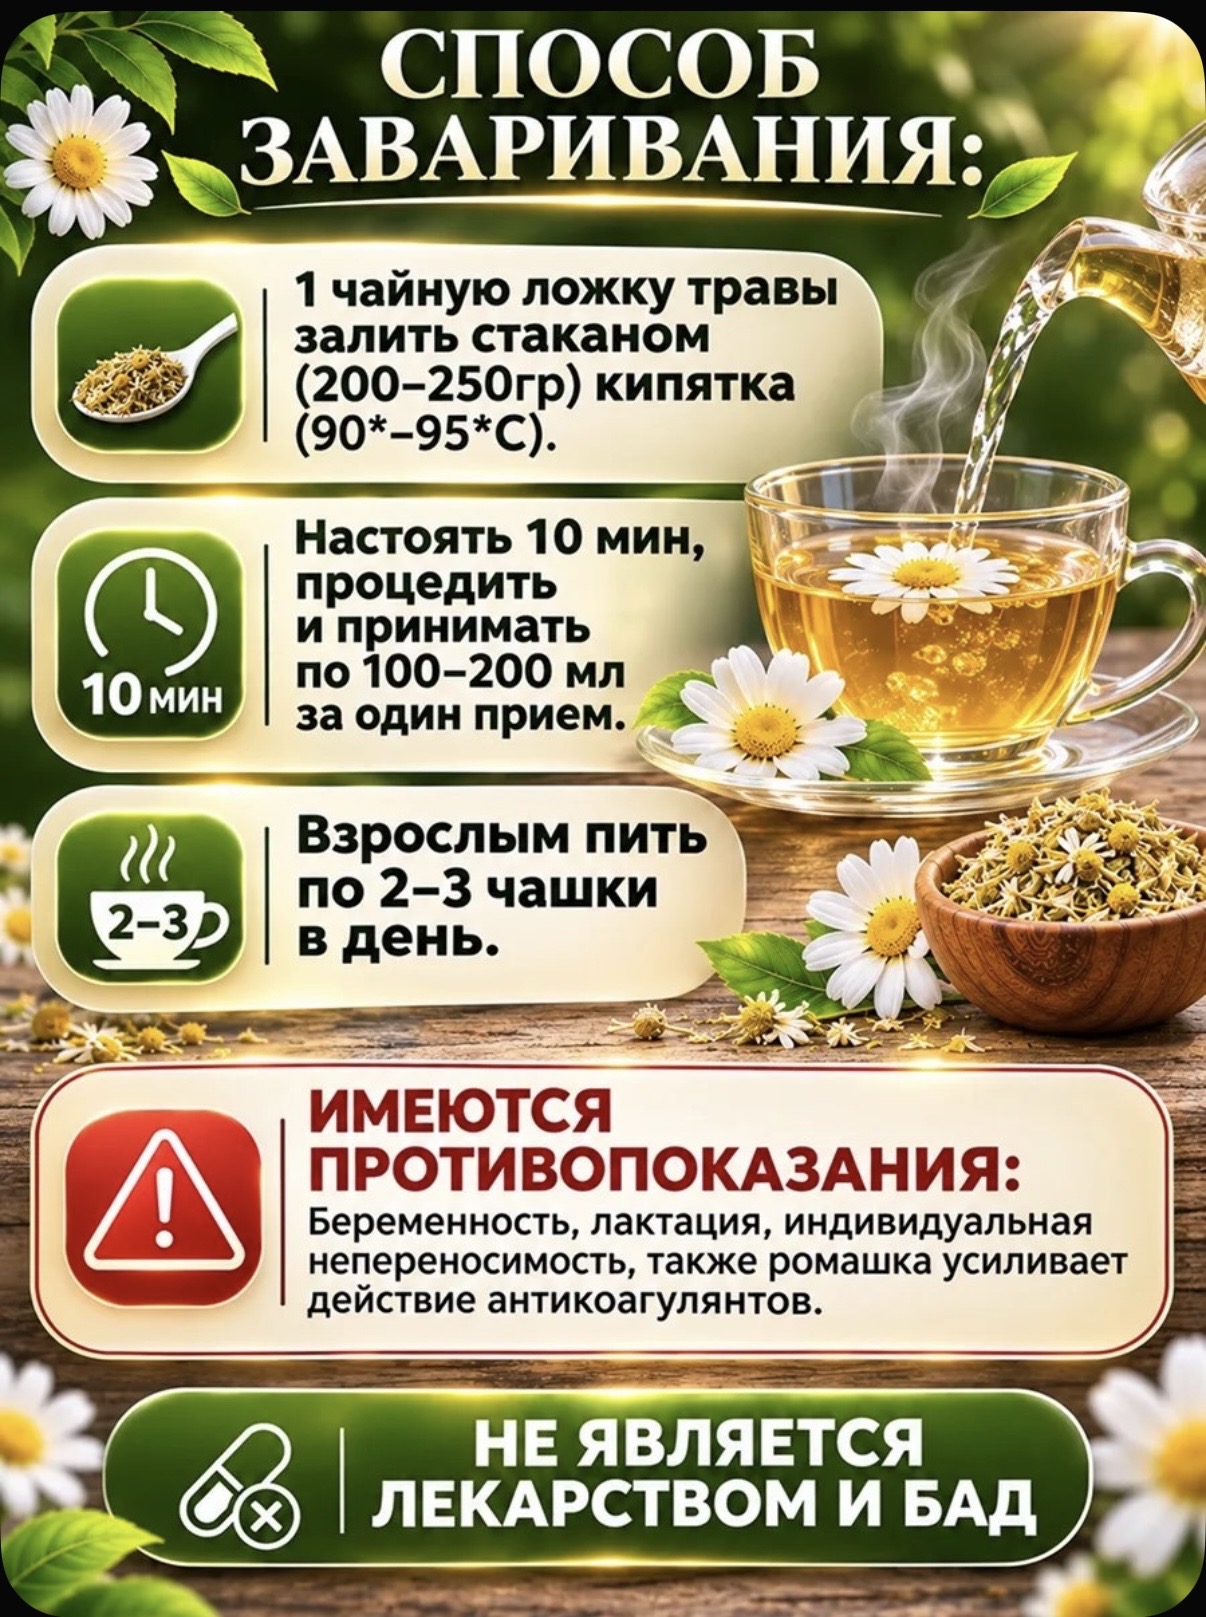 СПОСОБ
ЗАВАРИВАНИЯ:
1 чайную ложку травы
залить стаканом
(200–250гр) кипятка
(90*–95*С).
10 мин
Настоять 10 мин,
процедить
и принимать
по 100–200 мл
за один прием.
2–3
Взрослым пить
по 2–3 чашки
в день.
ИМЕЮТСЯ
ПРОТИВОПОКАЗАНИЯ:
Беременность, лактация, индивидуальная
непереносимость, также ромашка усиливает
действие антикоагулянтов.
НЕ ЯВЛЯЕТСЯ
ЛЕКАРСТВОМ И БАД